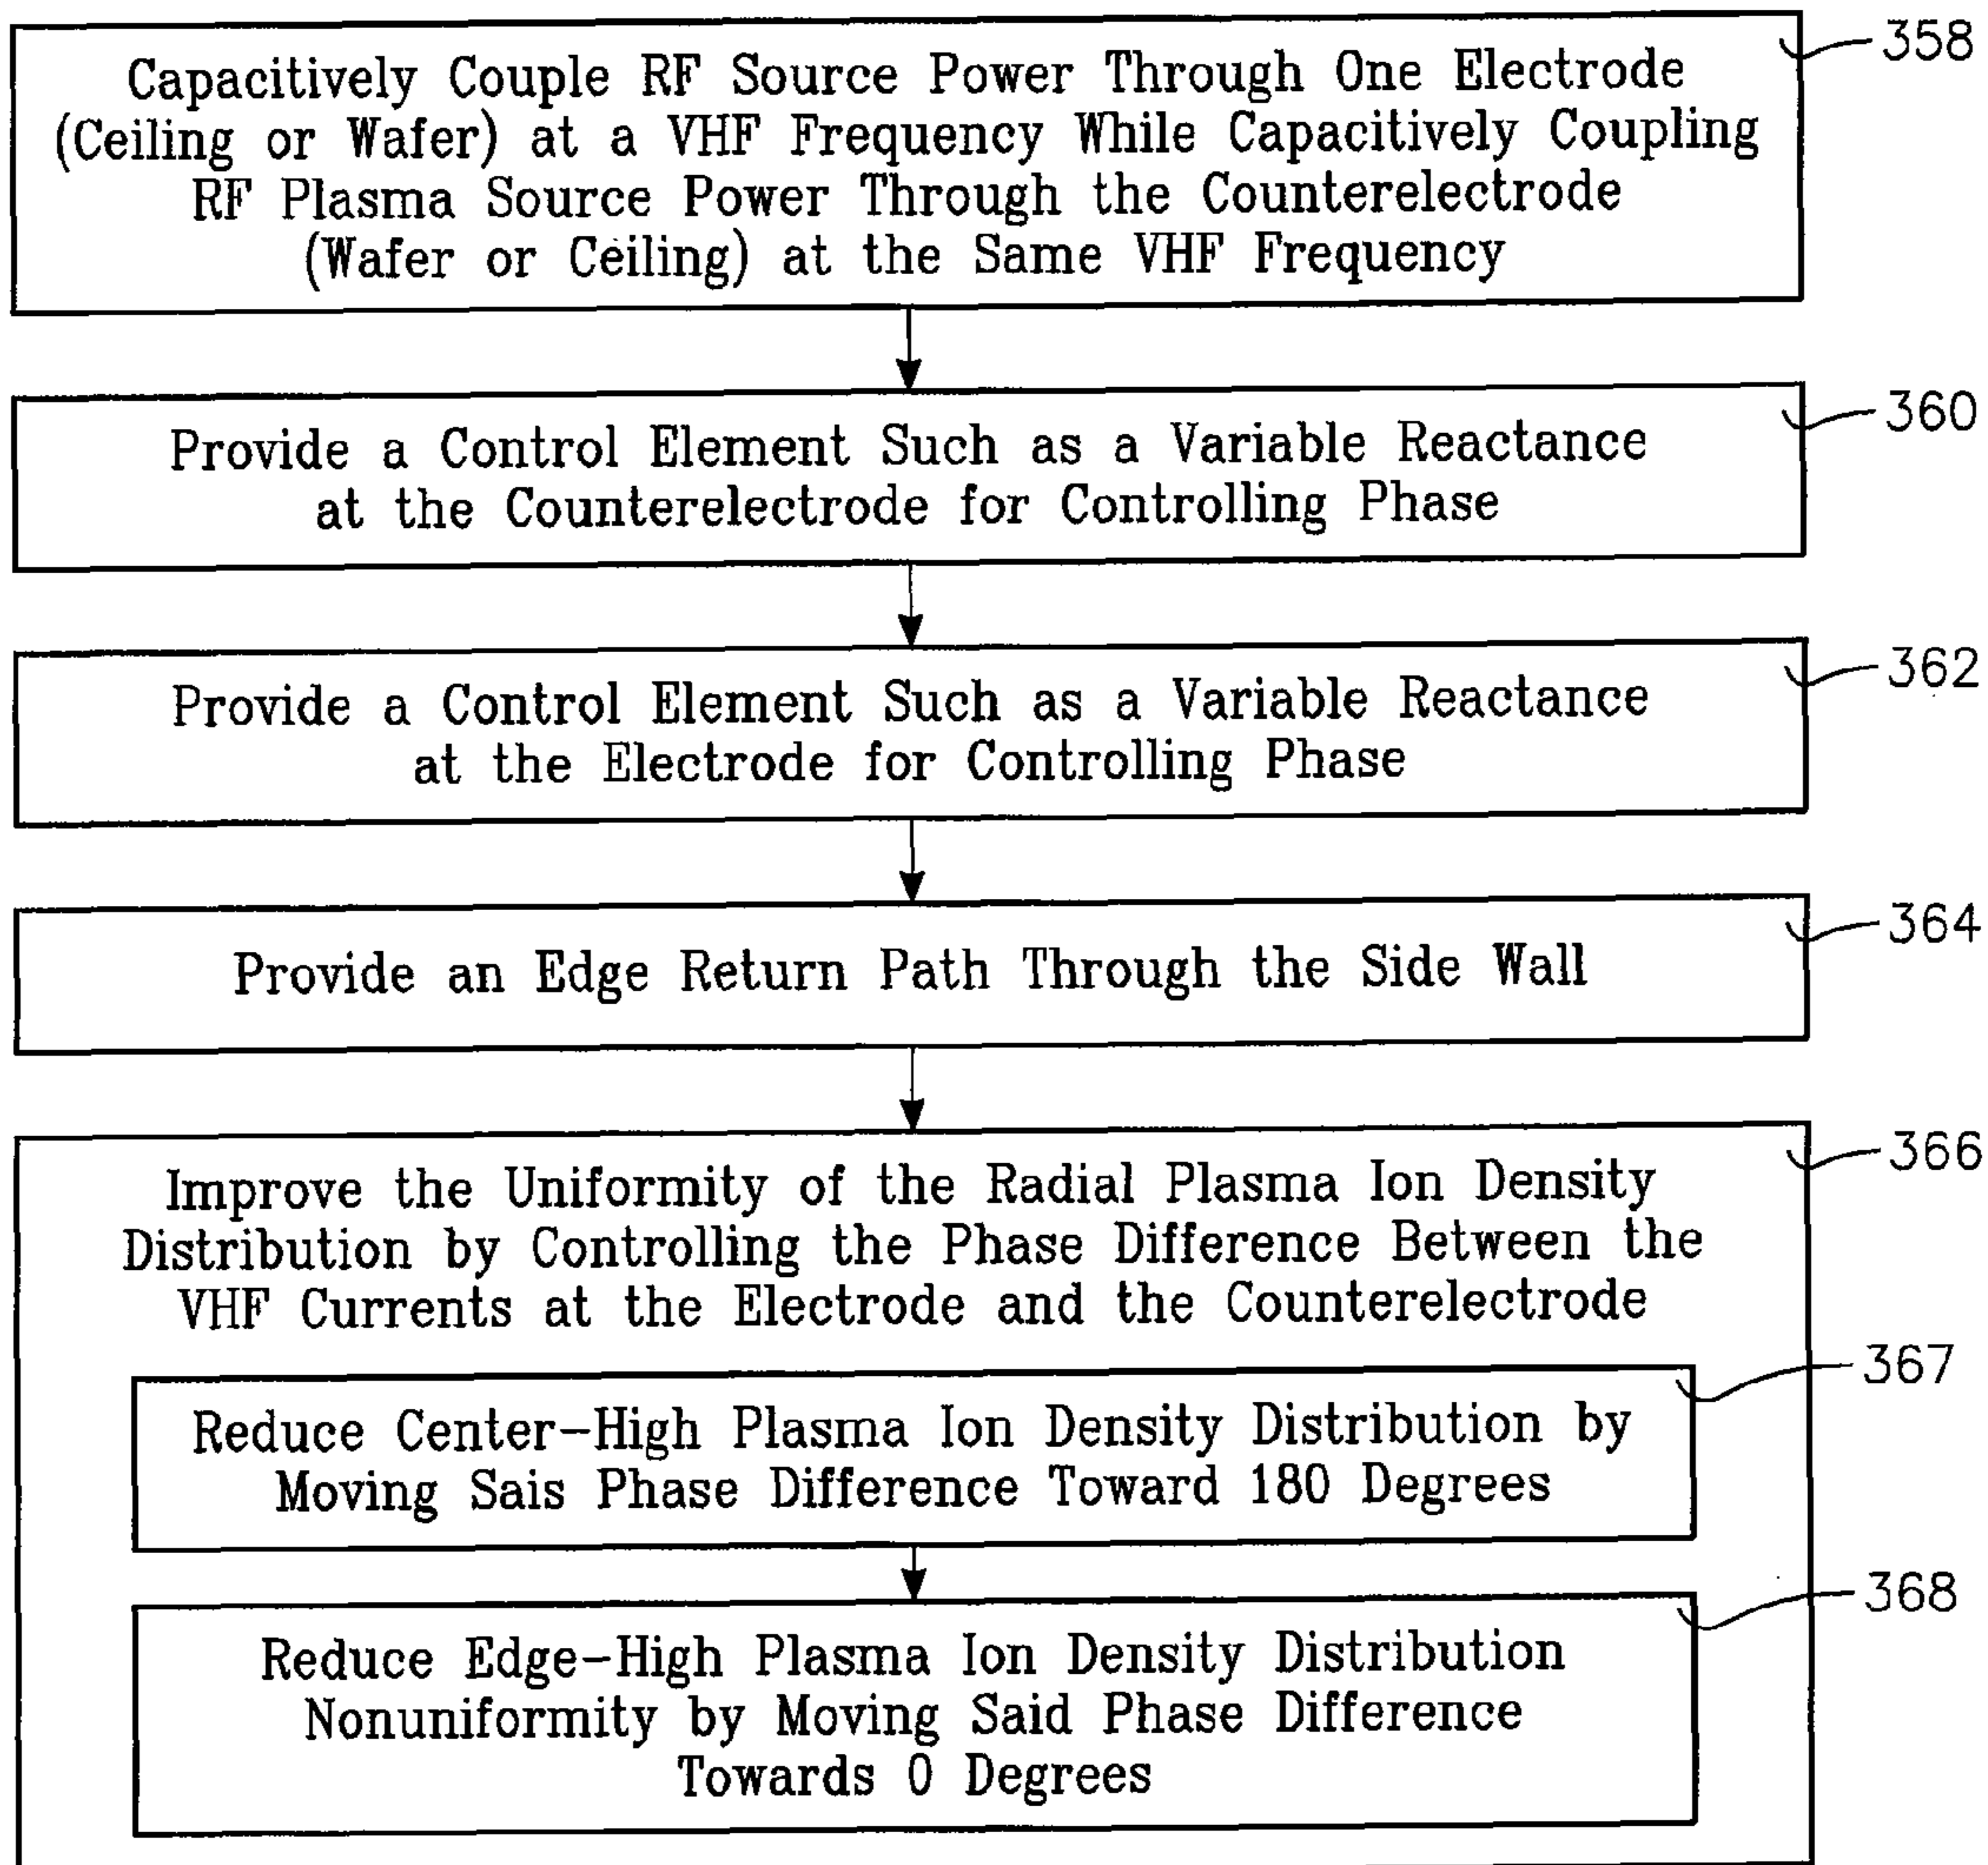 Capacitively Couple RF Source Power Through One Electrode
(Ceiling or Wafer) at a VHF Frequency While Capacitively Coupling
RF Plasma Source Power Through the Counterelectrode
(Wafer or Ceiling) at the Same VHF Frequency
358
Provide a Control Element Such as a Variable Reactance
at the Counterelectrode for Controlling Phase
360
Provide a Control Element Such as a Variable Reactance
at the Electrode for Controlling Phase
362
Provide an Edge Return Path Through the Side Wall
364
Improve the Uniformity of the Radial Plasma Ion Density
Distribution by Controlling the Phase Difference Between the
VHF Currents at the Electrode and the Counterelectrode
366
Reduce Center-High Plasma Ion Density Distribution by
Moving Sais Phase Difference Toward 180 Degrees
367
Reduce Edge-High Plasma Ion Density Distribution
Nonuniformity by Moving Said Phase Difference
Towards 0 Degrees
368